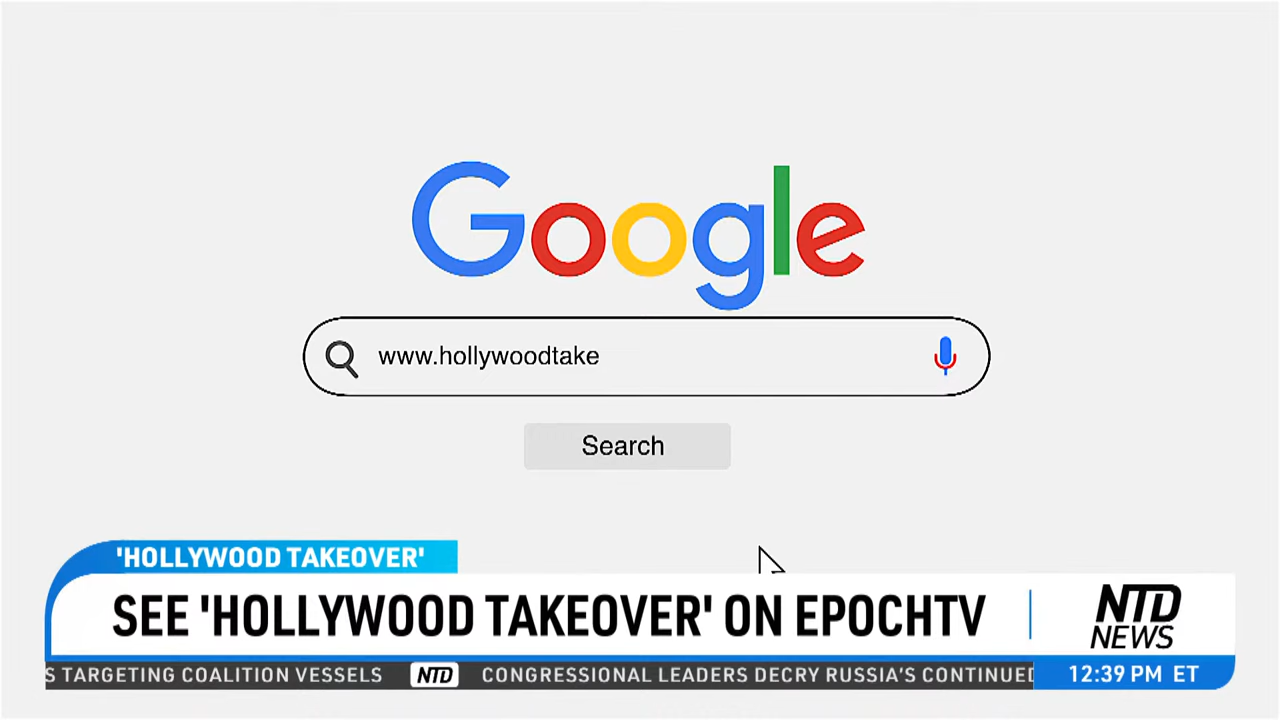 Google
www.hollywoodtake
Search
'HOLLYWOOD TAKEOVER'
SEE 'HOLLYWOOD TAKEOVER' ON EPOCHTV
NTD
NEWS
S TARGETING COALITION VESSELS NTD CONGRESSIONAL LEADERS DECRY RUSSIA'S CONTINUED
12:39 PM ET